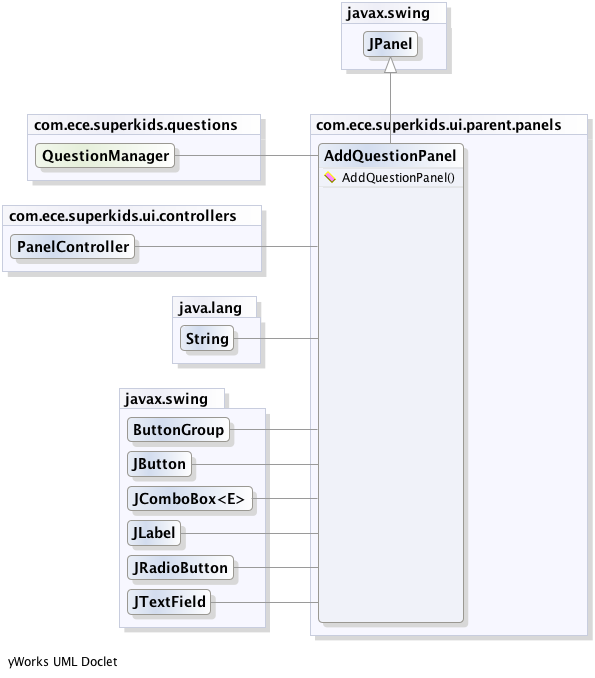 javax.swing
JPanel
com.ece.superkids.questions
QuestionManager
com.ece.superkids.ui.parent.panels
AddQuestionPanel
AddQuestionPanel()
com.ece.superkids.ui.controllers
PanelController
java.lang
String
javax.swing
ButtonGroup
JButton
JComboBox<E>
JLabel
JRadioButton
JTextField
yWorks UML Doclet